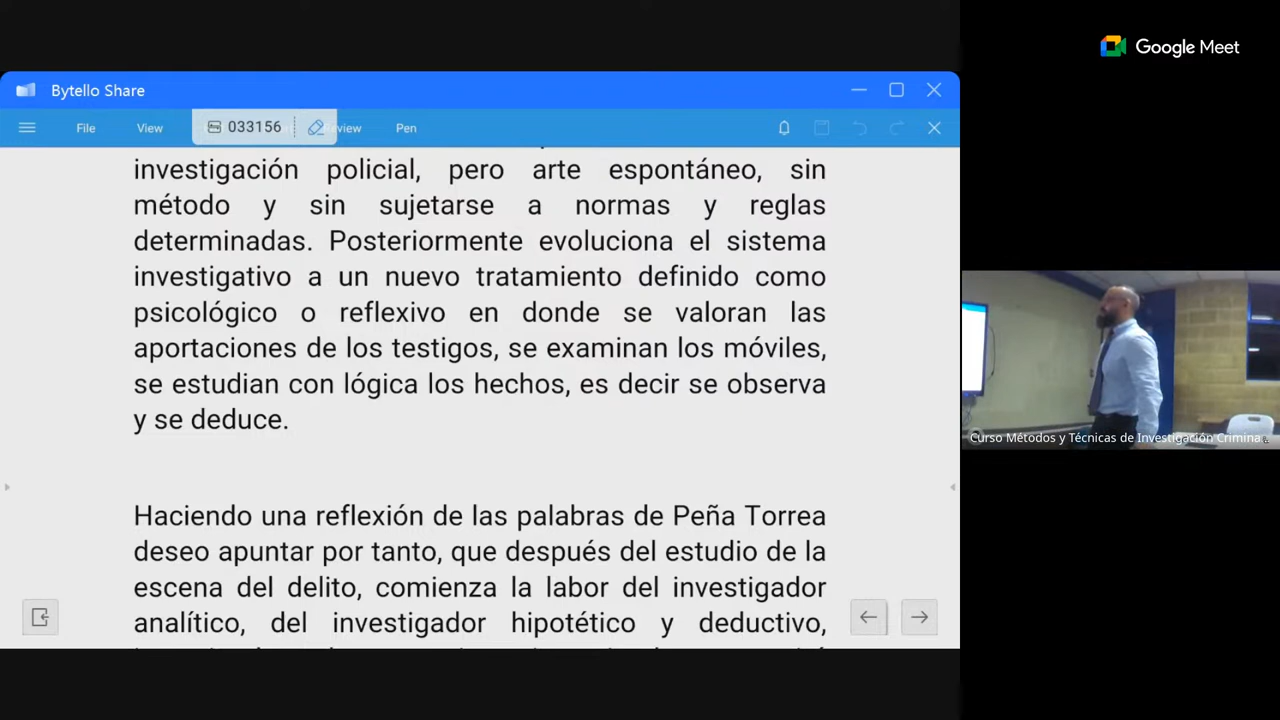 Google Meet
Bytello Share
File
View
033156
Review
Pen
investigación policial, pero arte espontáneo, sin
método y sin sujetarse a normas y reglas
determinadas. Posteriormente evoluciona el sistema
investigativo a un nuevo tratamiento definido como
psicológico o reflexivo en donde se valoran las
aportaciones de los testigos, se examinan los móviles,
se estudian con lógica los hechos, es decir se observa
y se deduce.
Haciendo una reflexión de las palabras de Peña Torrea
deseo apuntar por tanto, que después del estudio de la
escena del delito, comienza la labor del investigador
analítico, del investigador hipotético y deductivo,
Curso Métodos y Técnicas de Investigación Crimina